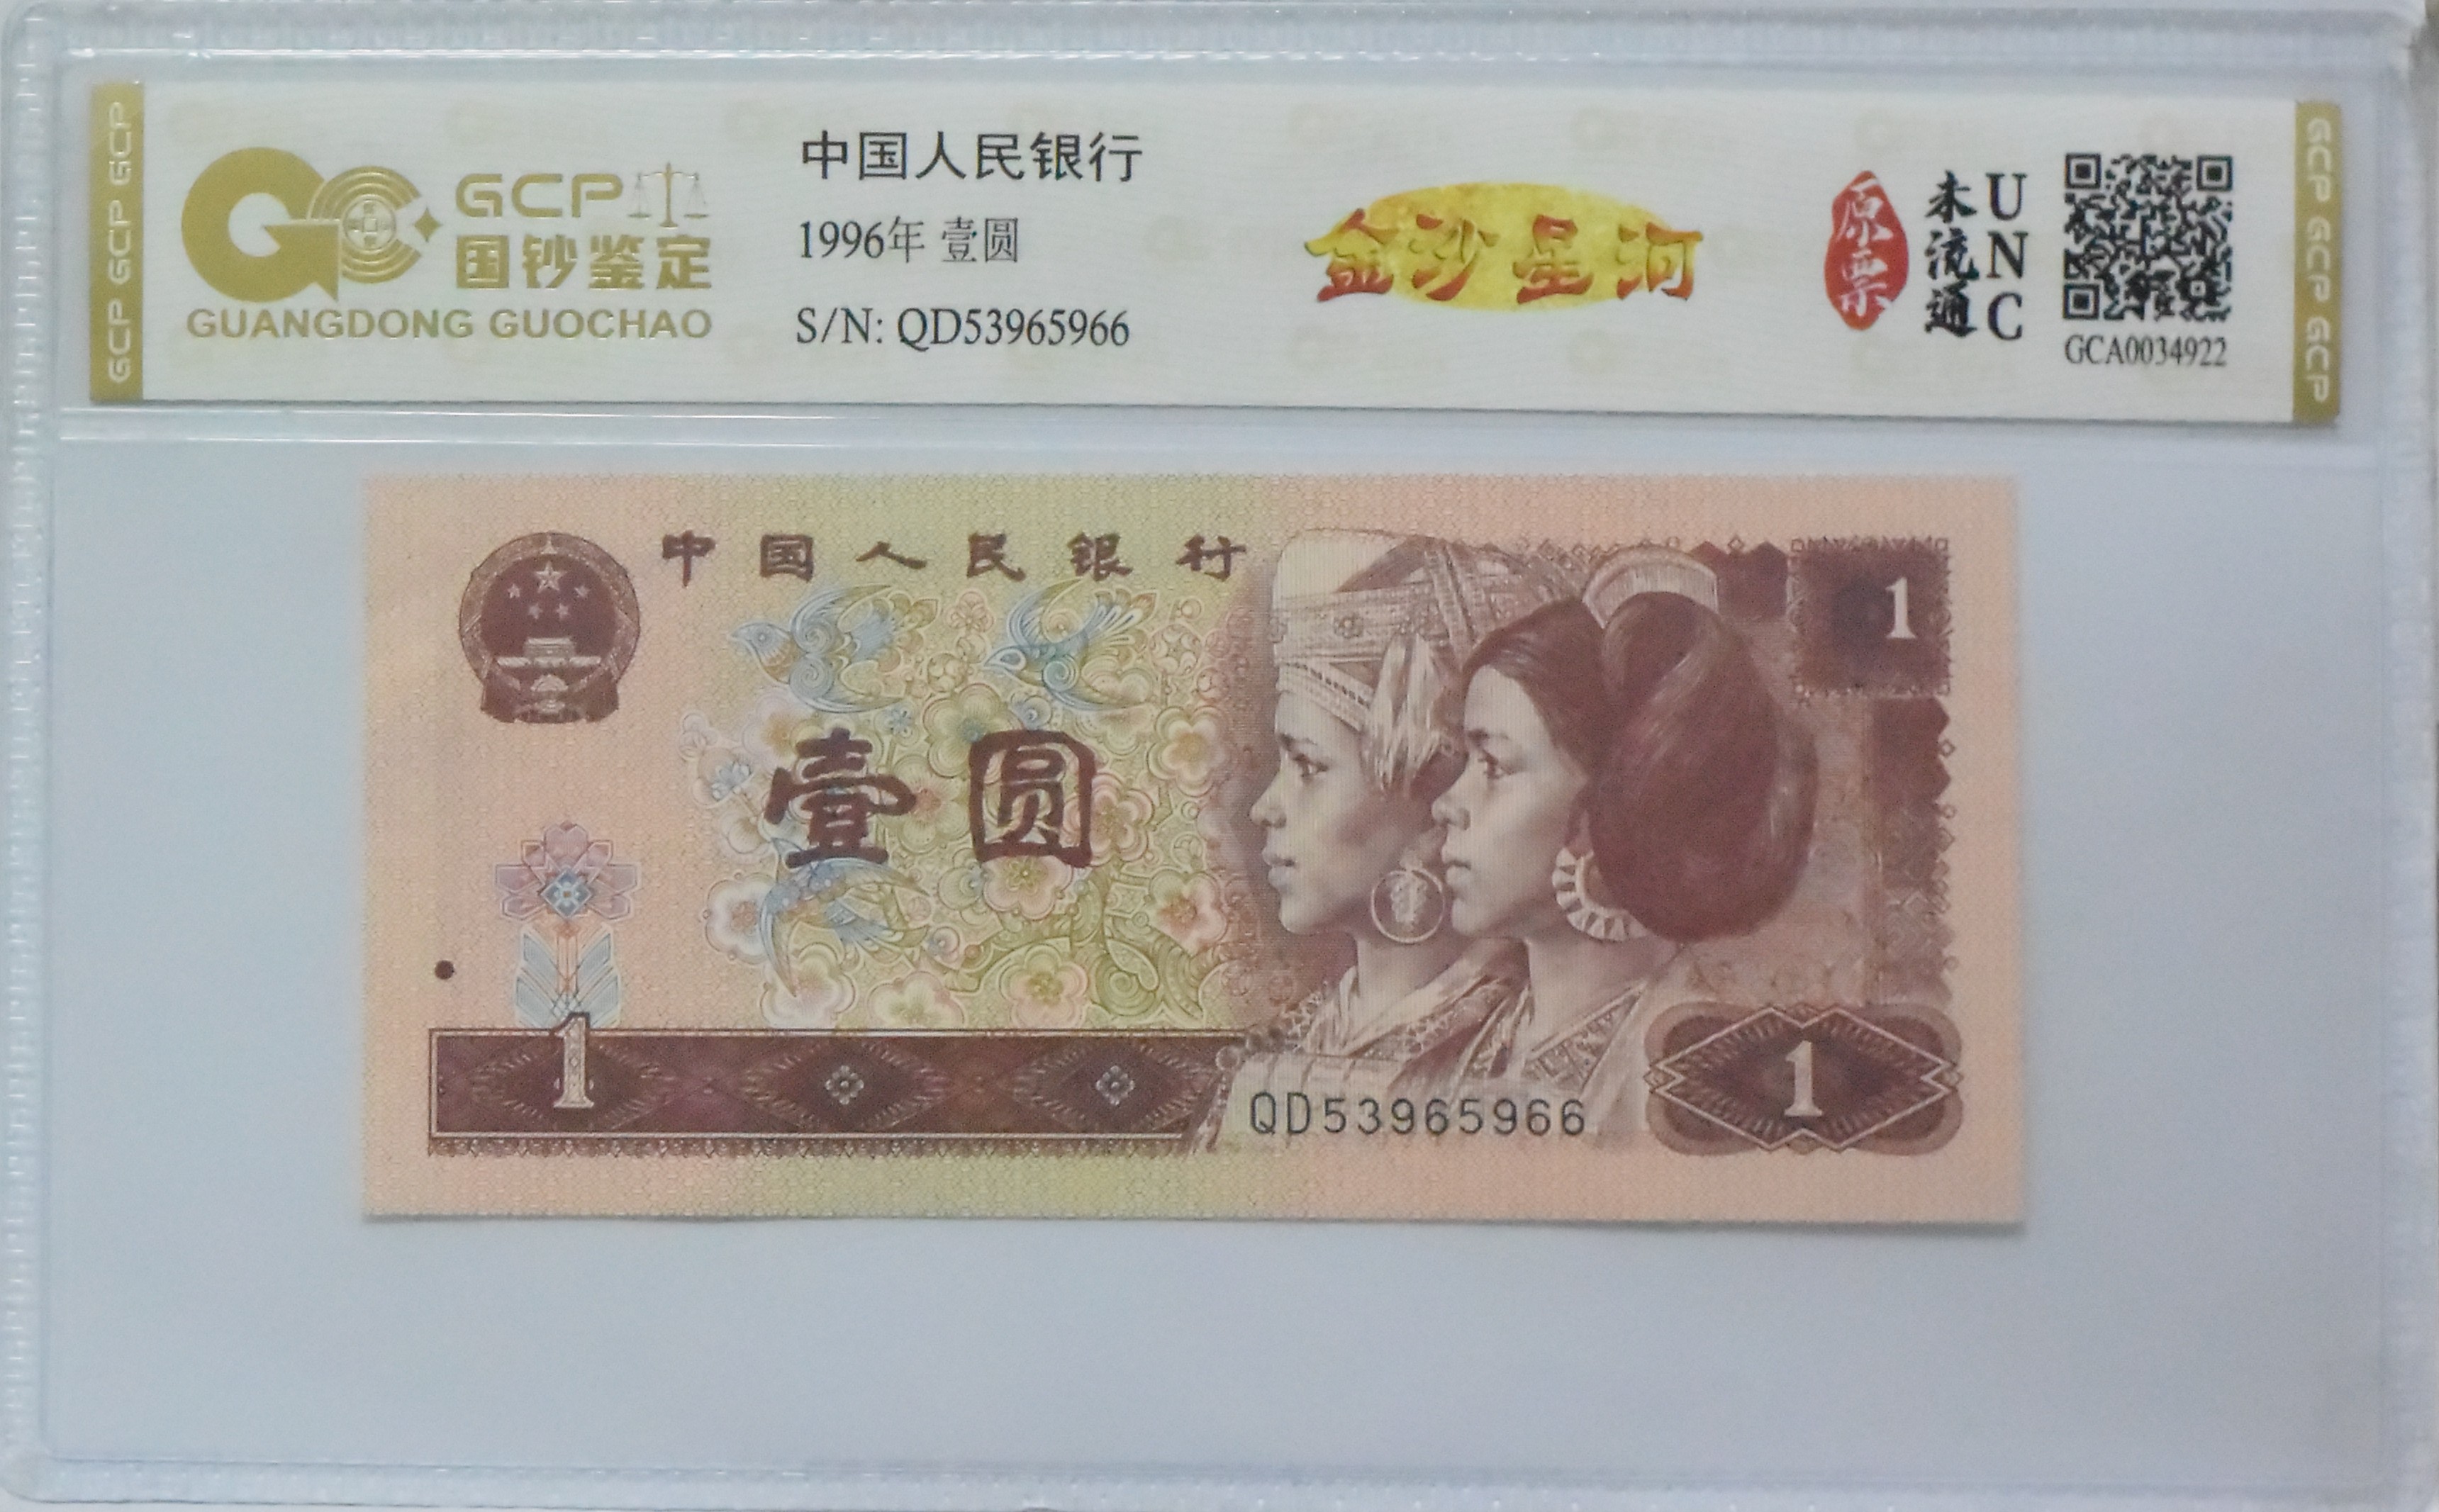 GCP GCP GCP
GCP
国钞鉴定
GUANGDONG GUOCHAO
中国人民银行
1996年 壹圆
S/N: QD53965966
金沙星河
原票
未流通
UNC
GCA0034922
GCP GCP GCP
中国人民银行
1
壹圆
1
QD53965966
1